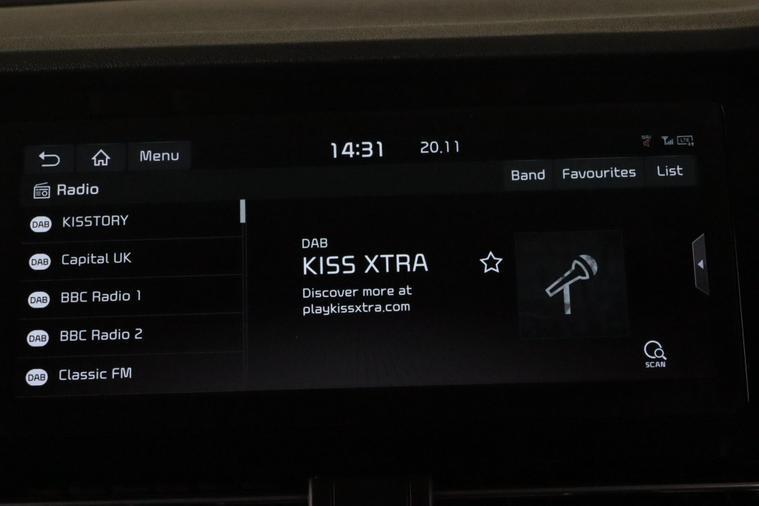 Menu
14:31
20.11
LTE
Radio
Band
Favourites
List
DAB KISSTORY
DAB Capital UK
DAB BBC Radio 1
DAB BBC Radio 2
DAB Classic FM
DAB
KISS XTRA
Discover more at
playkissxtra.com
SCAN